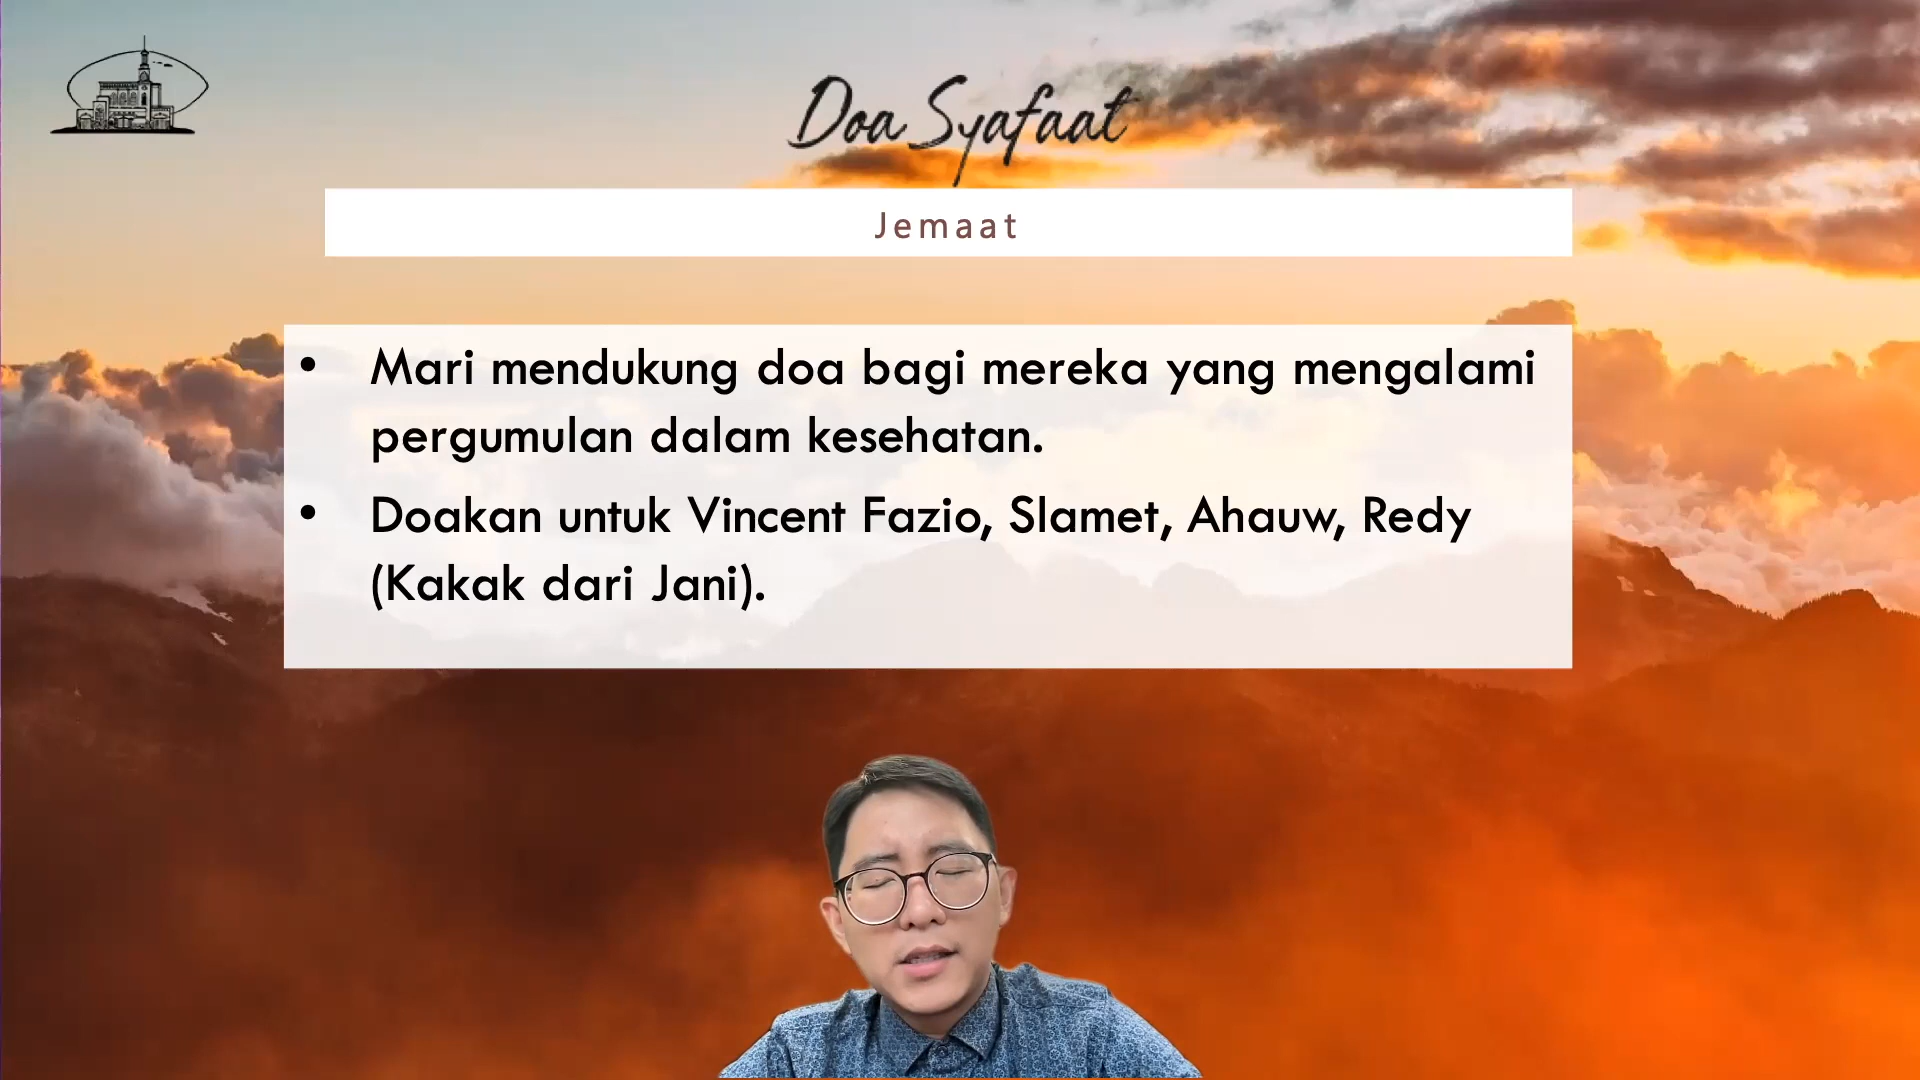 Doa Syafaat
Jemaat
• Mari mendukung doa bagi mereka yang mengalami
pergumulan dalam kesehatan.
• Doakan untuk Vincent Fazio, Slamet, Ahauw, Redy
(Kakak dari Jani).